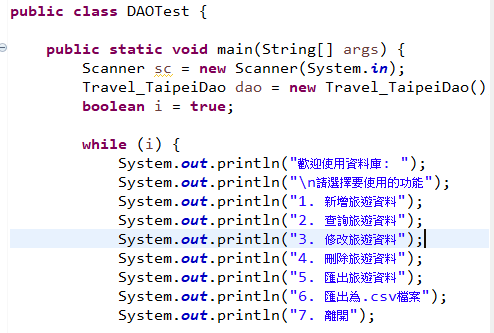 public class DAOTest {
public static void main(String[] args) {
Scanner sc = new Scanner(System.in);
Travel_TaipeiDao dao = new Travel_TaipeiDao()
boolean i = true;
while (i) {
System.out.println("歡迎使用資料庫: ");
System.out.println("\n請選擇要使用的功能");
System.out.println("1. 新增旅遊資料");
System.out.println("2. 查詢旅遊資料");
System.out.println("3. 修改旅遊資料");
System.out.println("4. 刪除旅遊資料");
System.out.println("5. 匯出旅遊資料");
System.out.println("6. 匯出為.csv檔案");
System.out.println("7. 離開");